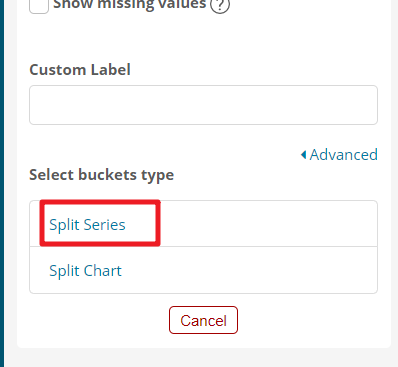 Show missing values ?
Custom Label
Advanced
Select buckets type
Split Series
Split Chart
Cancel